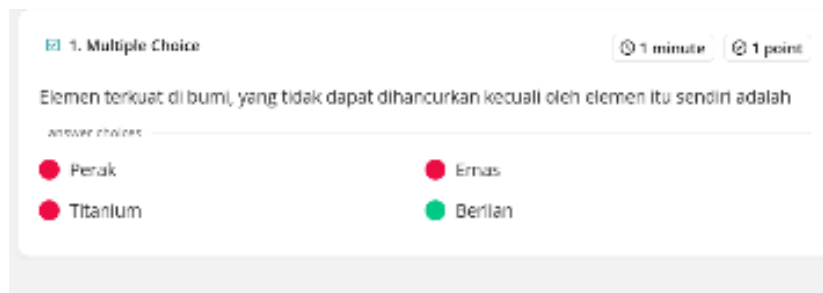 1. Multiple Choice
1 minute
1 point
Elemen terkuat di bumi, yang tidak dapat dihancurkan kecuali oleh elemen itu sendiri adalah
answer choices
Perak
Emas
Titanium
Berlian